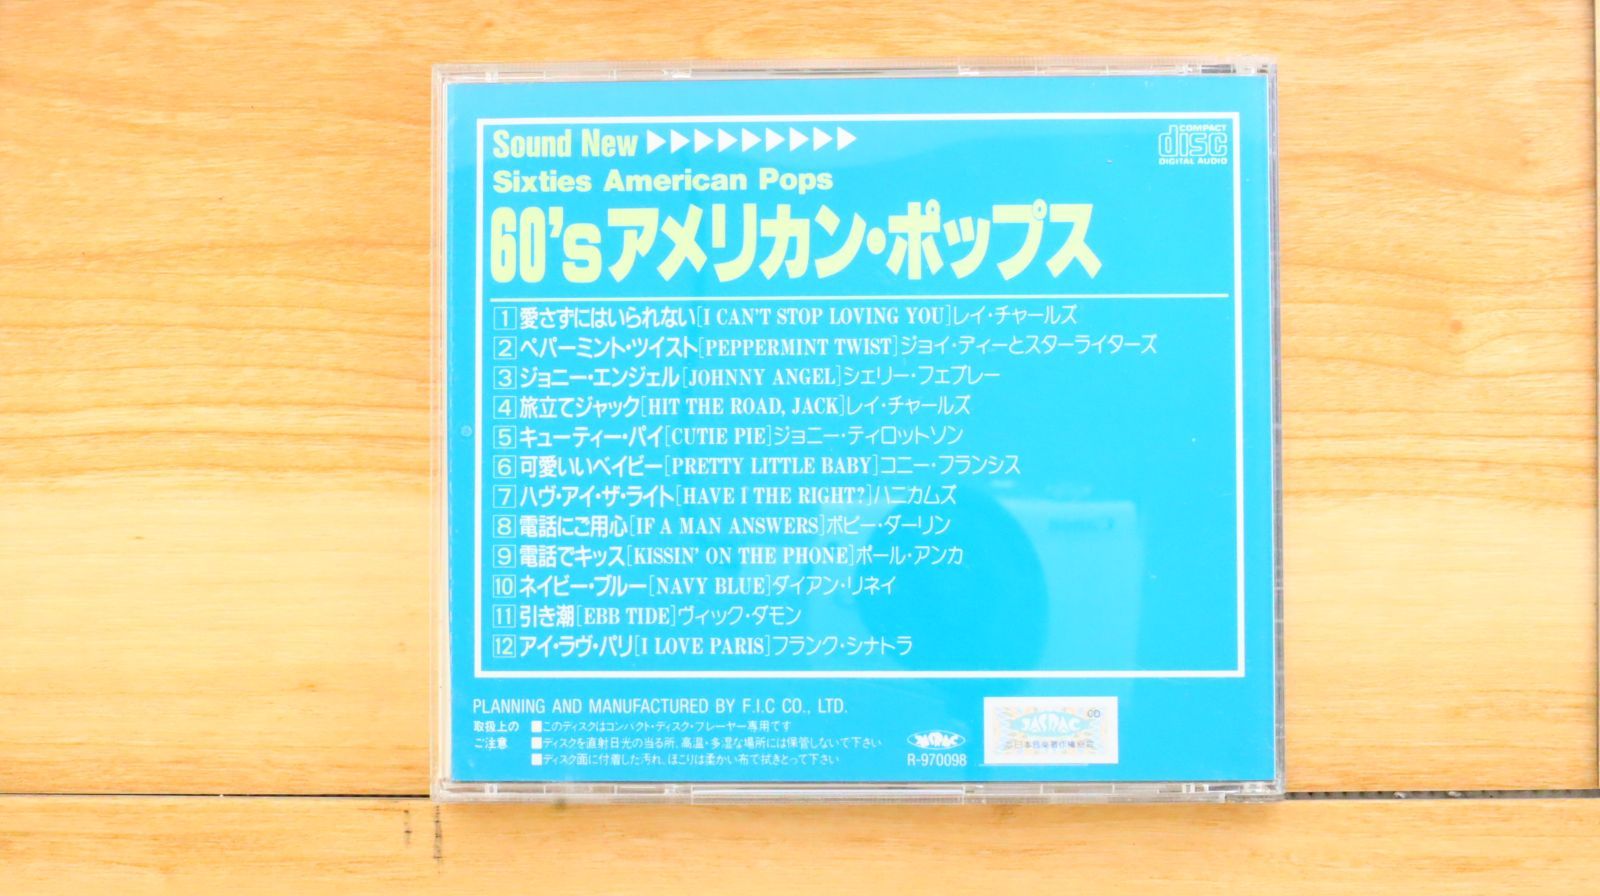 Sound New ▶▶▶▶▶▶▶▶▶
COMPACT
disc
DIGITAL AUDIO
Sixties American Pops
60'sアメリカン・ポップス
1 愛さずにはいられない[I CAN'T STOP LOVING YOU]レイ・チャールズ
2 ペパーミント・ツイスト[PEPPERMINT TWIST]ジョイ・ディーとスターライターズ
3 ジョニー・エンジェル[JOHNNY ANGEL]シェリー・フェブレー
4 旅立てジャック[HIT THE ROAD, JACK]レイ・チャールズ
5 キューティー・パイ[CUTIE PIE]ジョニー・ティロットソン
6 可愛いいベイビー[PRETTY LITTLE BABY]コニー・フランシス
7 ハヴ・アイ・ザ・ライト[HAVE I THE RIGHT?]ハニカムズ
8 電話にご用心[IF A MAN ANSWERS]ボビー・ダーリン
9 電話でキッス[KISSIN' ON THE PHONE]ポール・アンカ
10 ネイビー・ブルー[NAVY BLUE]ダイアン・リネイ
11 引き潮[EBB TIDE]ヴィック・ダモン
12 アイ・ラヴ・パリ[I LOVE PARIS]フランク・シナトラ
PLANNING AND MANUFACTURED BY F.I.C CO., LTD.
取扱上のご注意
■このディスクはコンパクト・ディスク・プレーヤー専用です
■ディスクを直射日光の当る所、高温・多湿な場所には保管しないで下さい
■ディスク面に付着した汚れ、ほこりは柔かい布で拭きとって下さい
JASRAC
R-970098
JASRAC
CD